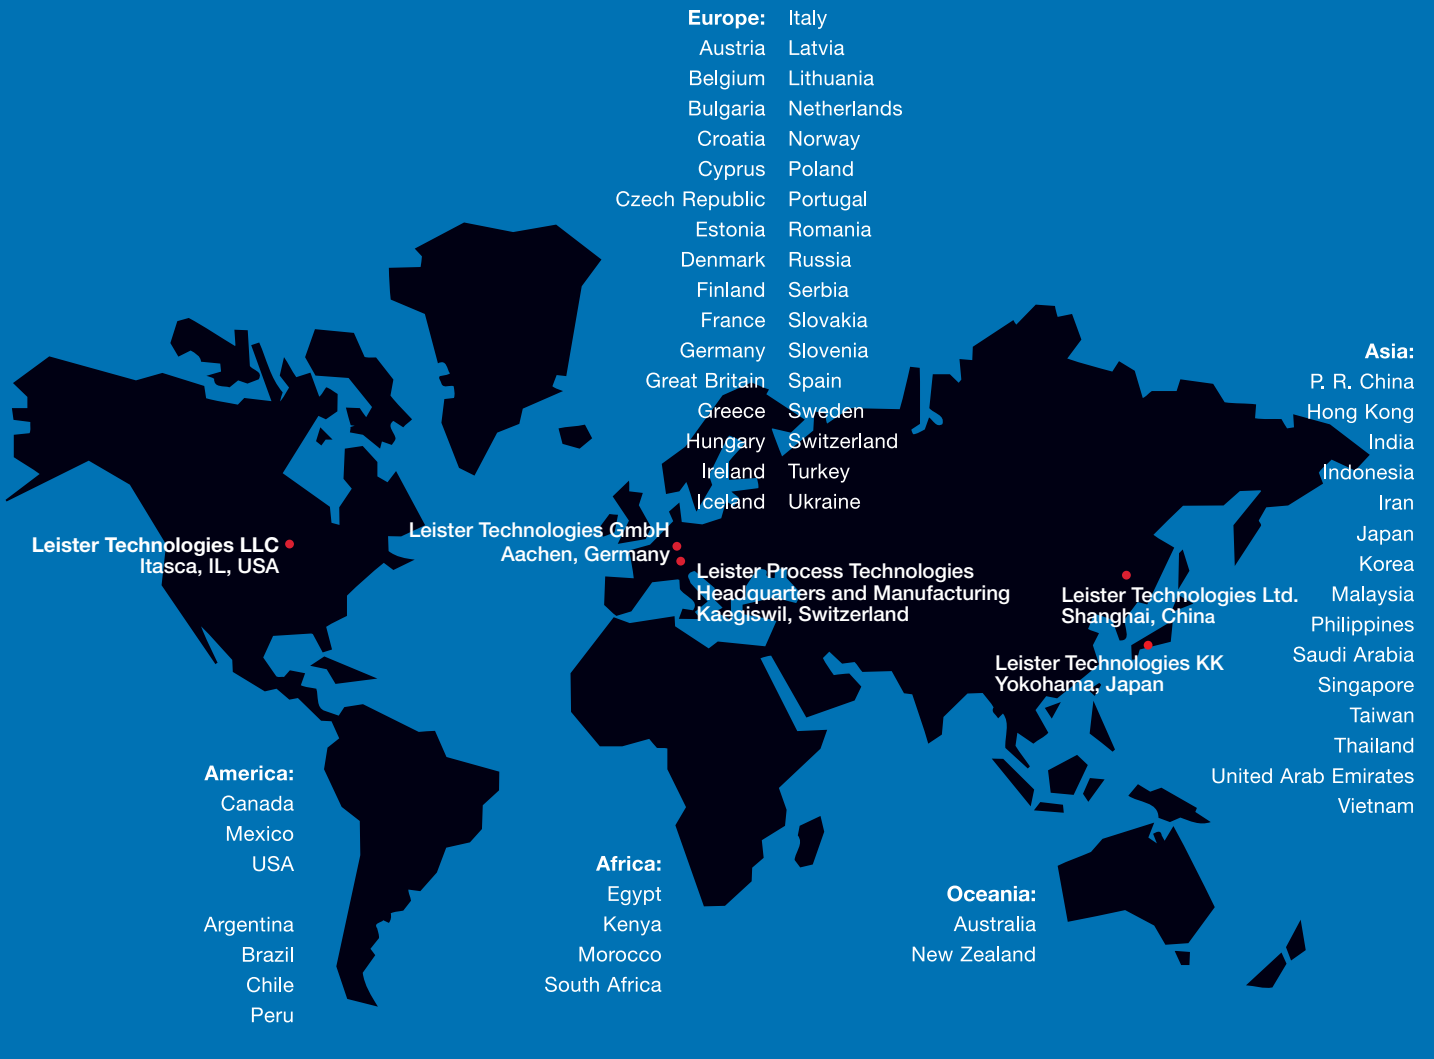 Europe:
Austria
Belgium
Bulgaria
Croatia
Cyprus
Czech Republic
Estonia
Denmark
Finland
France
Germany
Great Britain
Greece
Hungary
Ireland
Iceland
Italy
Latvia
Lithuania
Netherlands
Norway
Poland
Portugal
Romania
Russia
Serbia
Slovakia
Slovenia
Spain
Sweden
Switzerland
Turkey
Ukraine
Asia:
P. R. China
Hong Kong
India
Indonesia
Iran
Japan
Korea
Malaysia
Philippines
Saudi Arabia
Singapore
Taiwan
Thailand
United Arab Emirates
Vietnam
Leister Technologies LLC
Itasca, IL, USA
Leister Technologies GmbH
Aachen, Germany
Leister Process Technologies
Headquarters and Manufacturing
Kaegiswil, Switzerland
Leister Technologies Ltd.
Shanghai, China
Leister Technologies KK
Yokohama, Japan
America:
Canada
Mexico
USA
Argentina
Brazil
Chile
Peru
Africa:
Egypt
Kenya
Morocco
South Africa
Oceania:
Australia
New Zealand